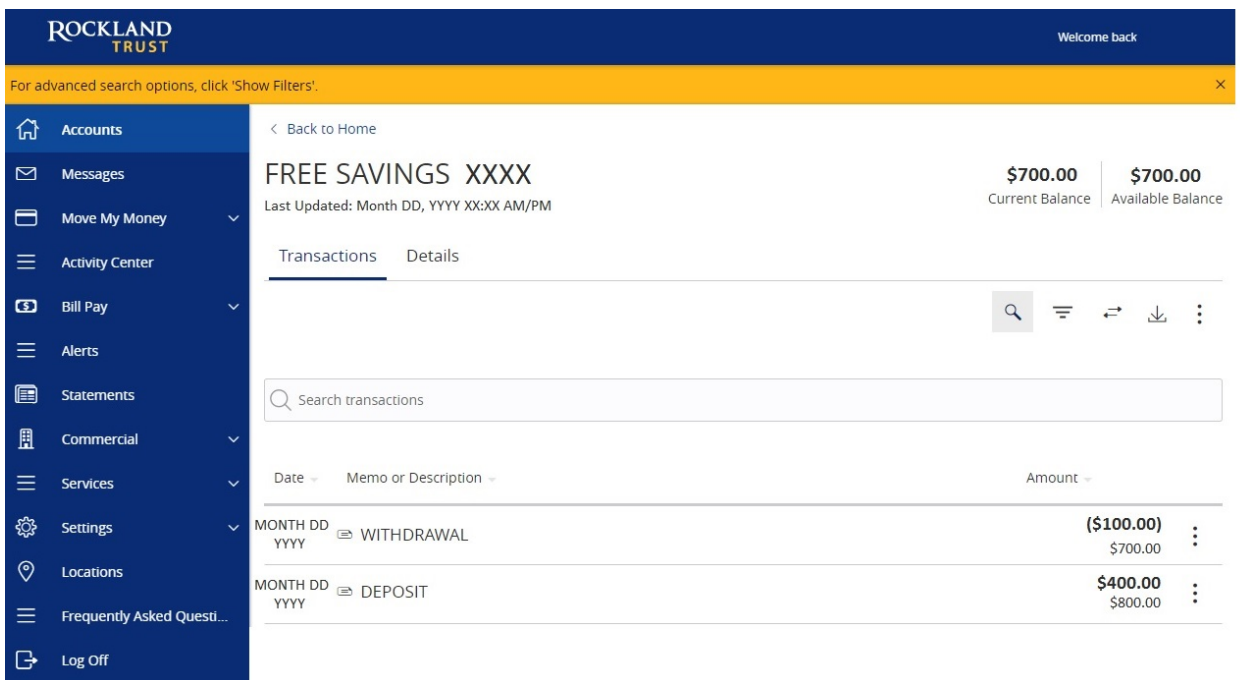 ROCKLAND
TRUST
Welcome back
For advanced search options, click 'Show Filters'.
Accounts
Messages
Move My Money
Activity Center
Bill Pay
Alerts
Statements
Commercial
Services
Settings
Locations
Frequently Asked Questi...
Log Off
Back to Home
FREE SAVINGS XXXX
Last Updated: Month DD, YYYY XX:XX AM/PM
$700.00
Current Balance
$700.00
Available Balance
Transactions Details
Search transactions
Date Memo or Description Amount
MONTH DD
YYYY
WITHDRAWAL
($100.00)
$700.00
MONTH DD
YYYY
DEPOSIT
$400.00
$800.00